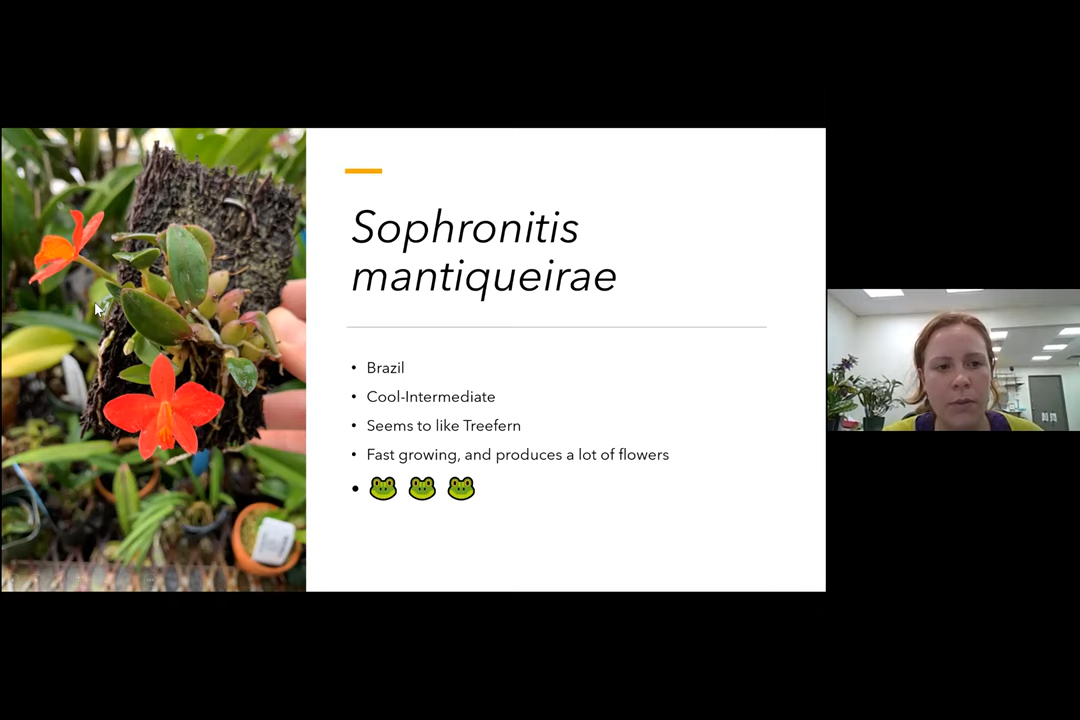 Sophronitis
mantiqueirae
• Brazil
• Cool-Intermediate
• Seems to like Treefern
• Fast growing, and produces a lot of flowers
• 🐸 🐸 🐸